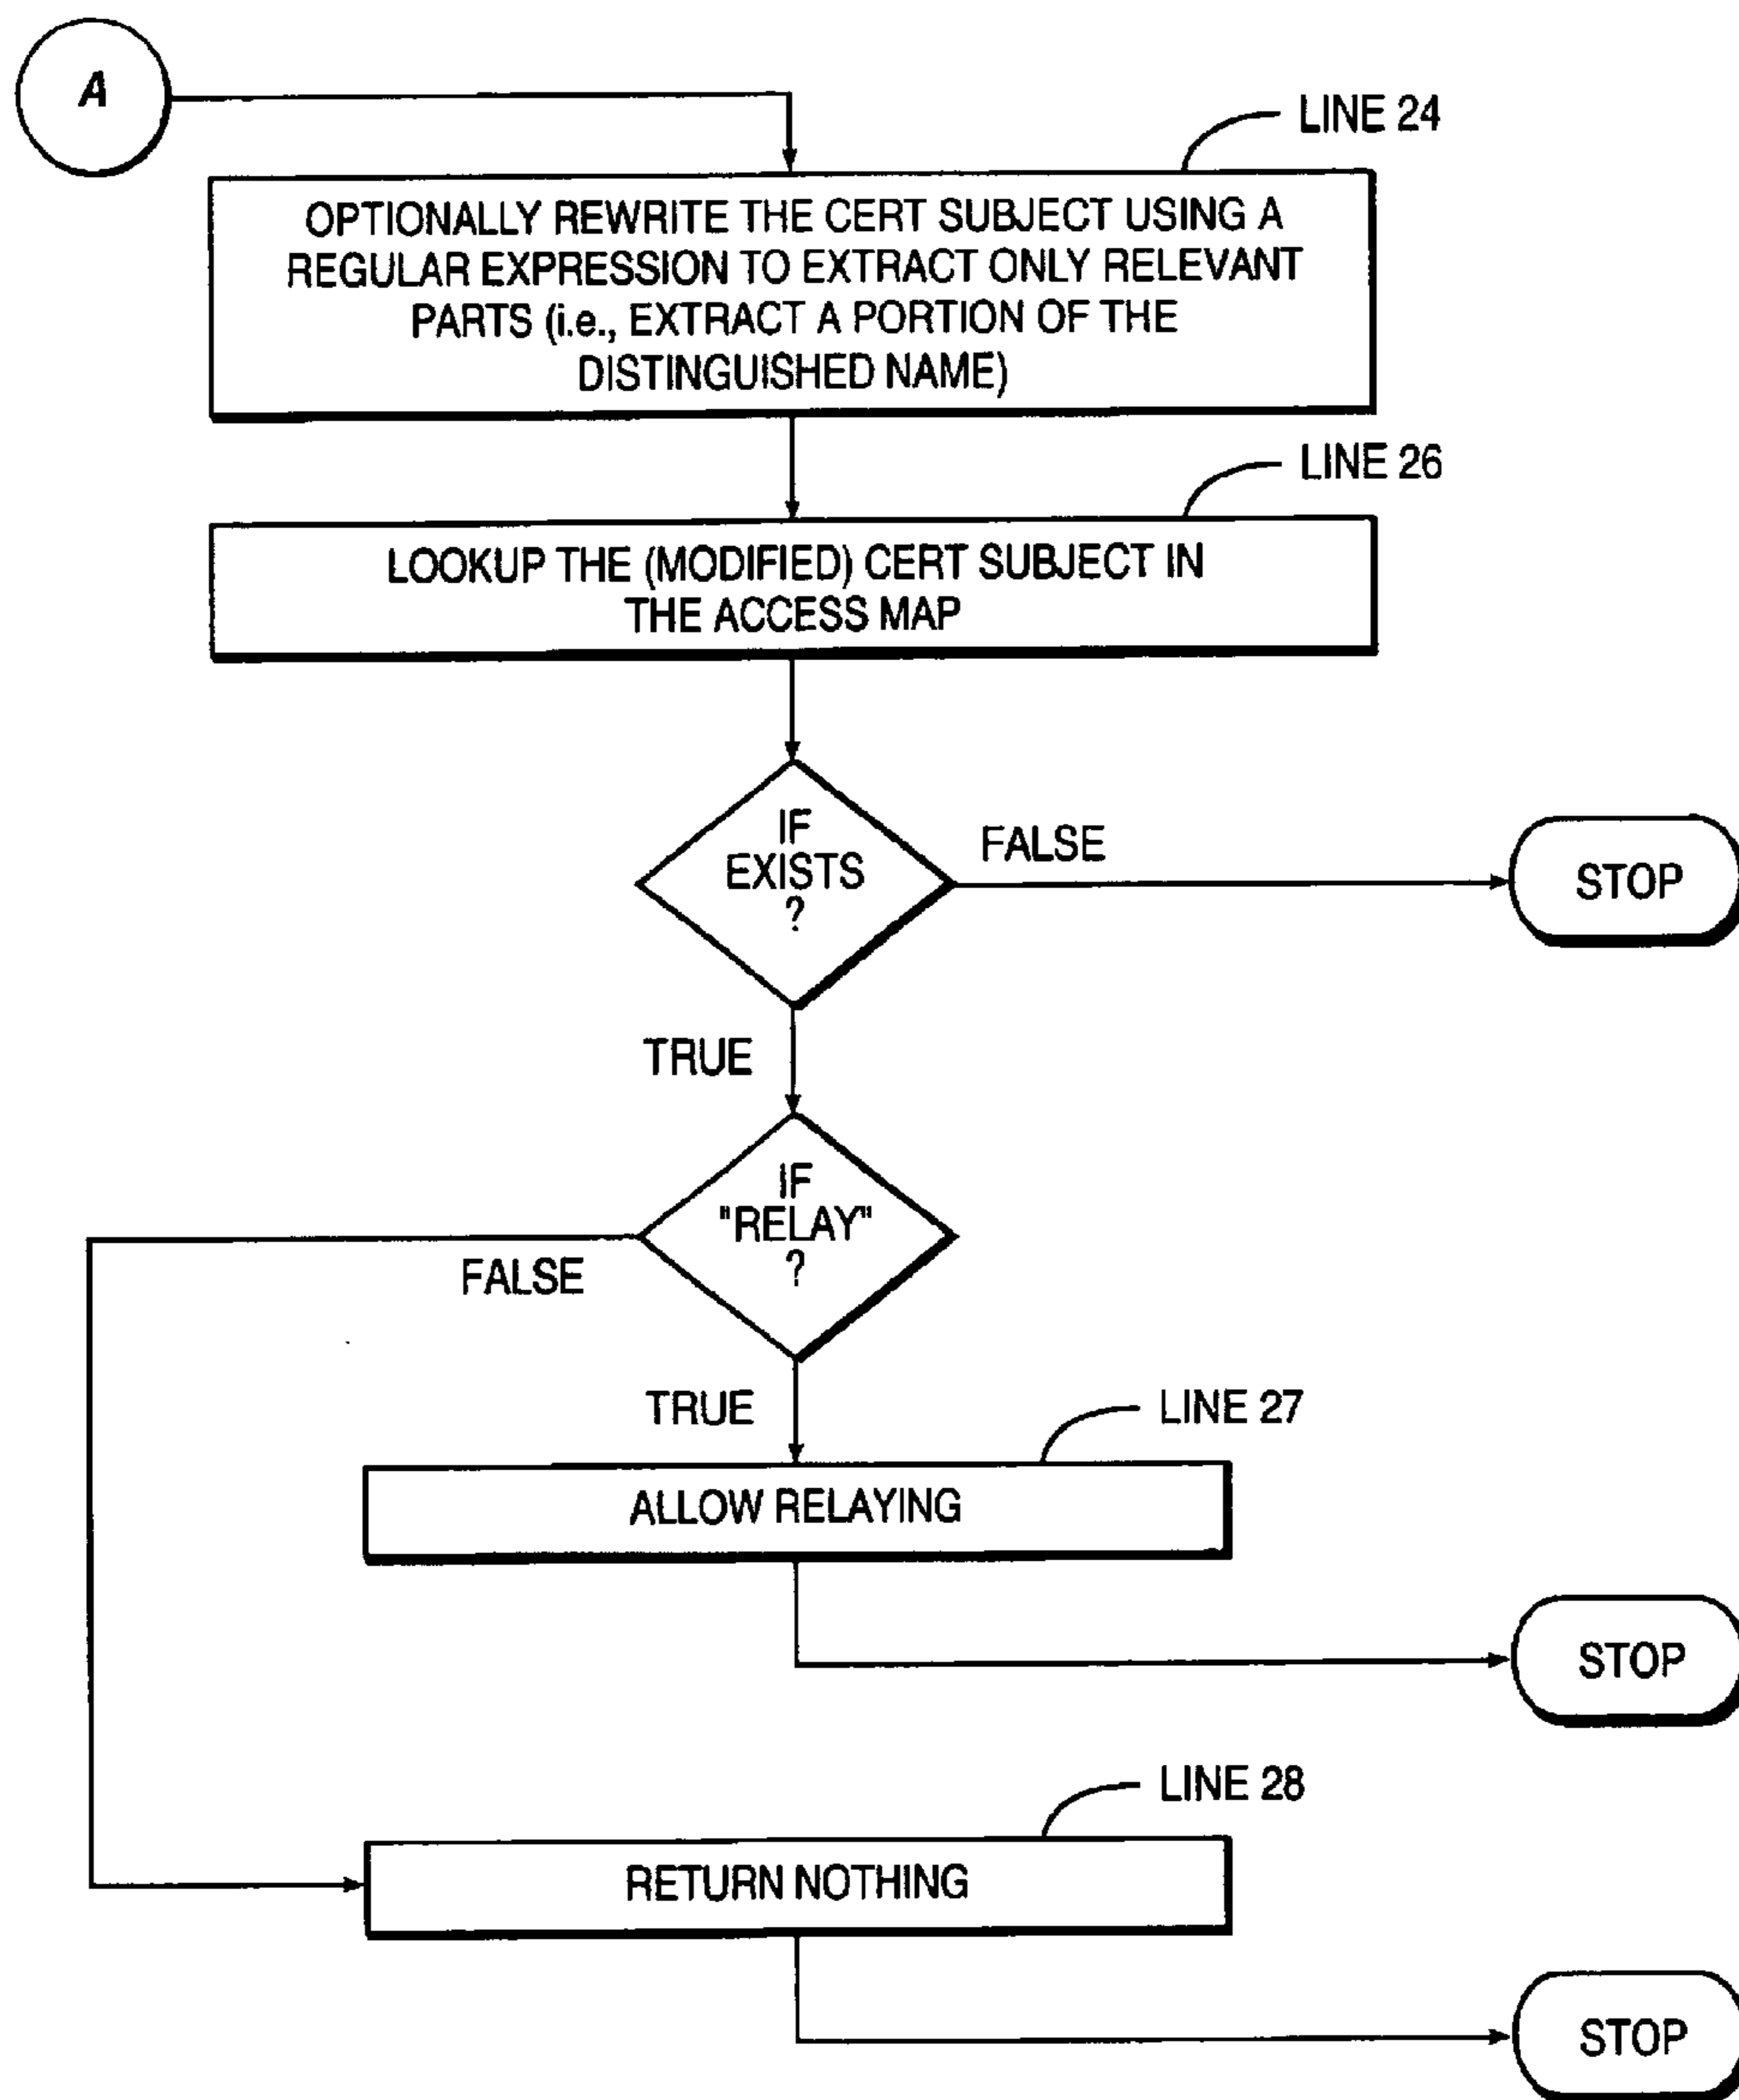 A
LINE 24
OPTIONALLY REWRITE THE CERT SUBJECT USING A
REGULAR EXPRESSION TO EXTRACT ONLY RELEVANT
PARTS (i.e., EXTRACT A PORTION OF THE
DISTINGUISHED NAME)
LINE 26
LOOKUP THE (MODIFIED) CERT SUBJECT IN
THE ACCESS MAP
IF
EXISTS
?
FALSE
STOP
TRUE
IF
"RELAY"
?
FALSE
TRUE
LINE 27
ALLOW RELAYING
STOP
LINE 28
RETURN NOTHING
STOP